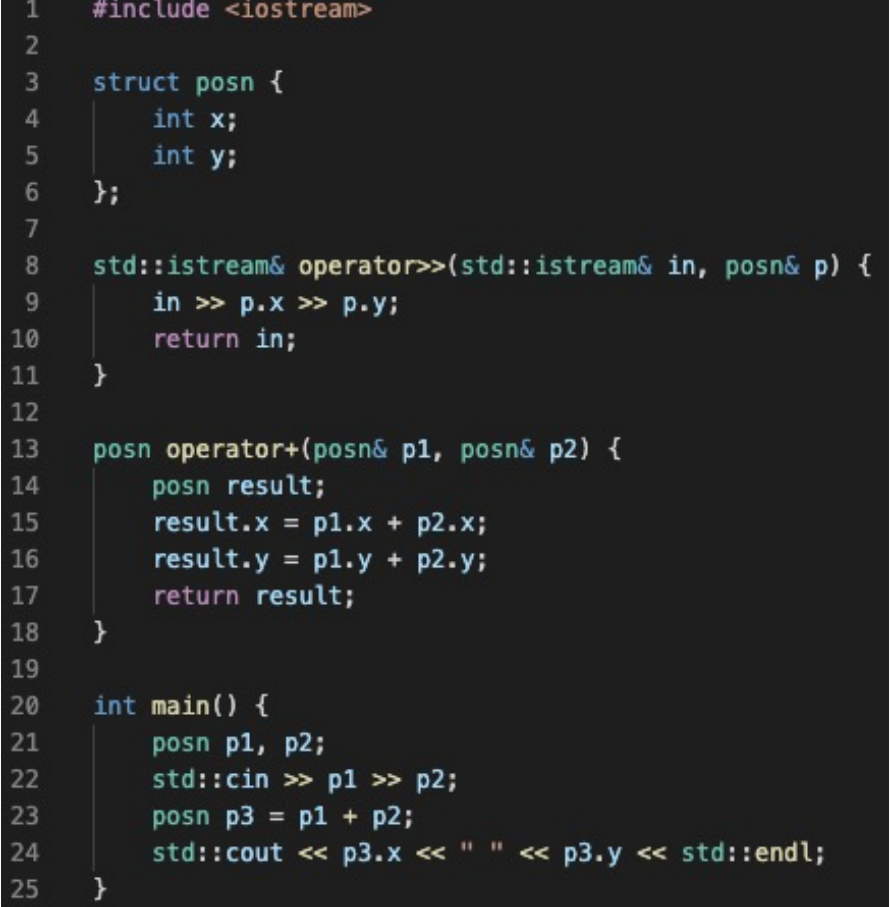 1 #include <iostream>
2
3 struct posn {
4     int x;
5     int y;
6 };
7
8 std::istream& operator>>(std::istream& in, posn& p) {
9     in >> p.x >> p.y;
10     return in;
11 }
12
13 posn operator+(posn& p1, posn& p2) {
14     posn result;
15     result.x = p1.x + p2.x;
16     result.y = p1.y + p2.y;
17     return result;
18 }
19
20 int main() {
21     posn p1, p2;
22     std::cin >> p1 >> p2;
23     posn p3 = p1 + p2;
24     std::cout << p3.x << " " << p3.y << std::endl;
25 }